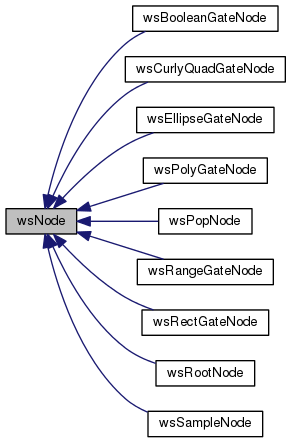 wsBooleanGateNode
wsCurlyQuadGateNode
wsEllipseGateNode
wsPolyGateNode
wsNode
wsPopNode
wsRangeGateNode
wsRectGateNode
wsRootNode
wsSampleNode